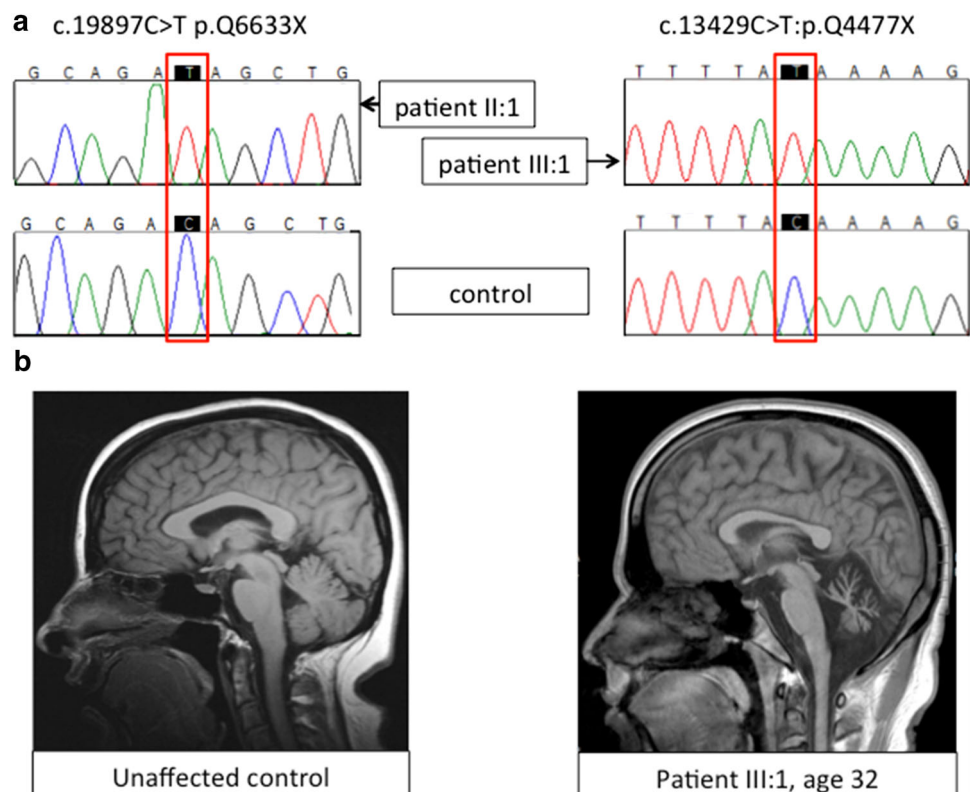 a
c.19897C>T p.Q6633X
c.13429C>T:p.Q4477X
G C A G A T A G C T G
T T T T A T A A A A G
patient II:1
patient III:1
G C A G A C A G C T G
T T T T A C A A A A G
control
b
Unaffected control
Patient III:1, age 32